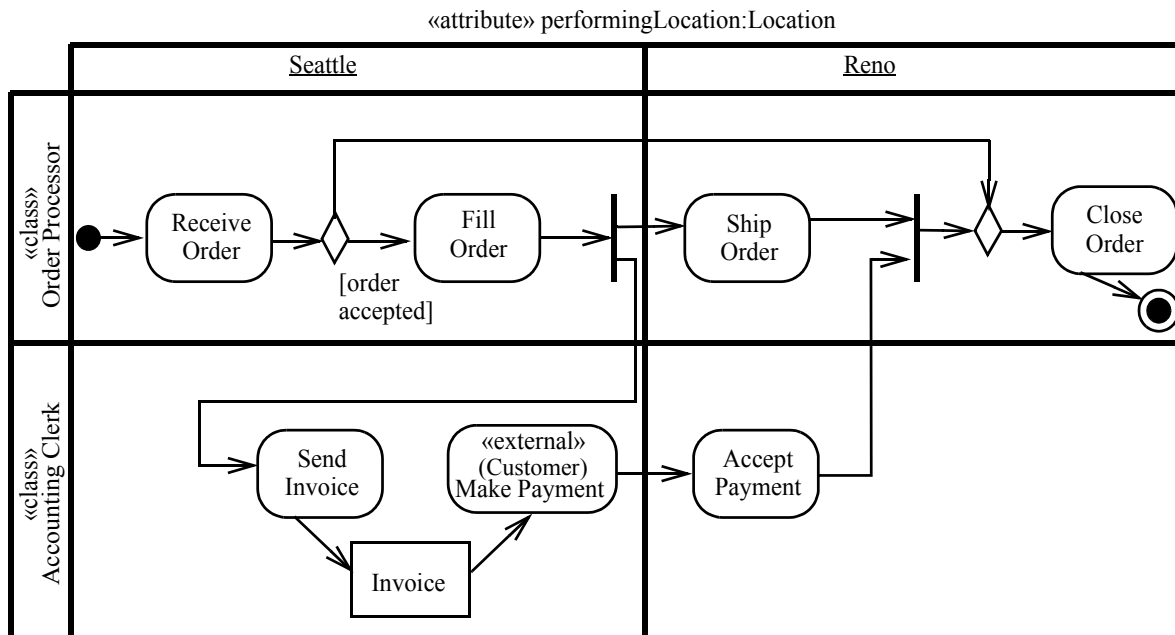 «attribute» performingLocation:Location
Seattle
Reno
«class»
Order Processor
Receive
Order
[order
accepted]
Fill
Order
Ship
Order
Close
Order
«class»
Accounting Clerk
Send
Invoice
Invoice
«external»
(Customer)
Make Payment
Accept
Payment